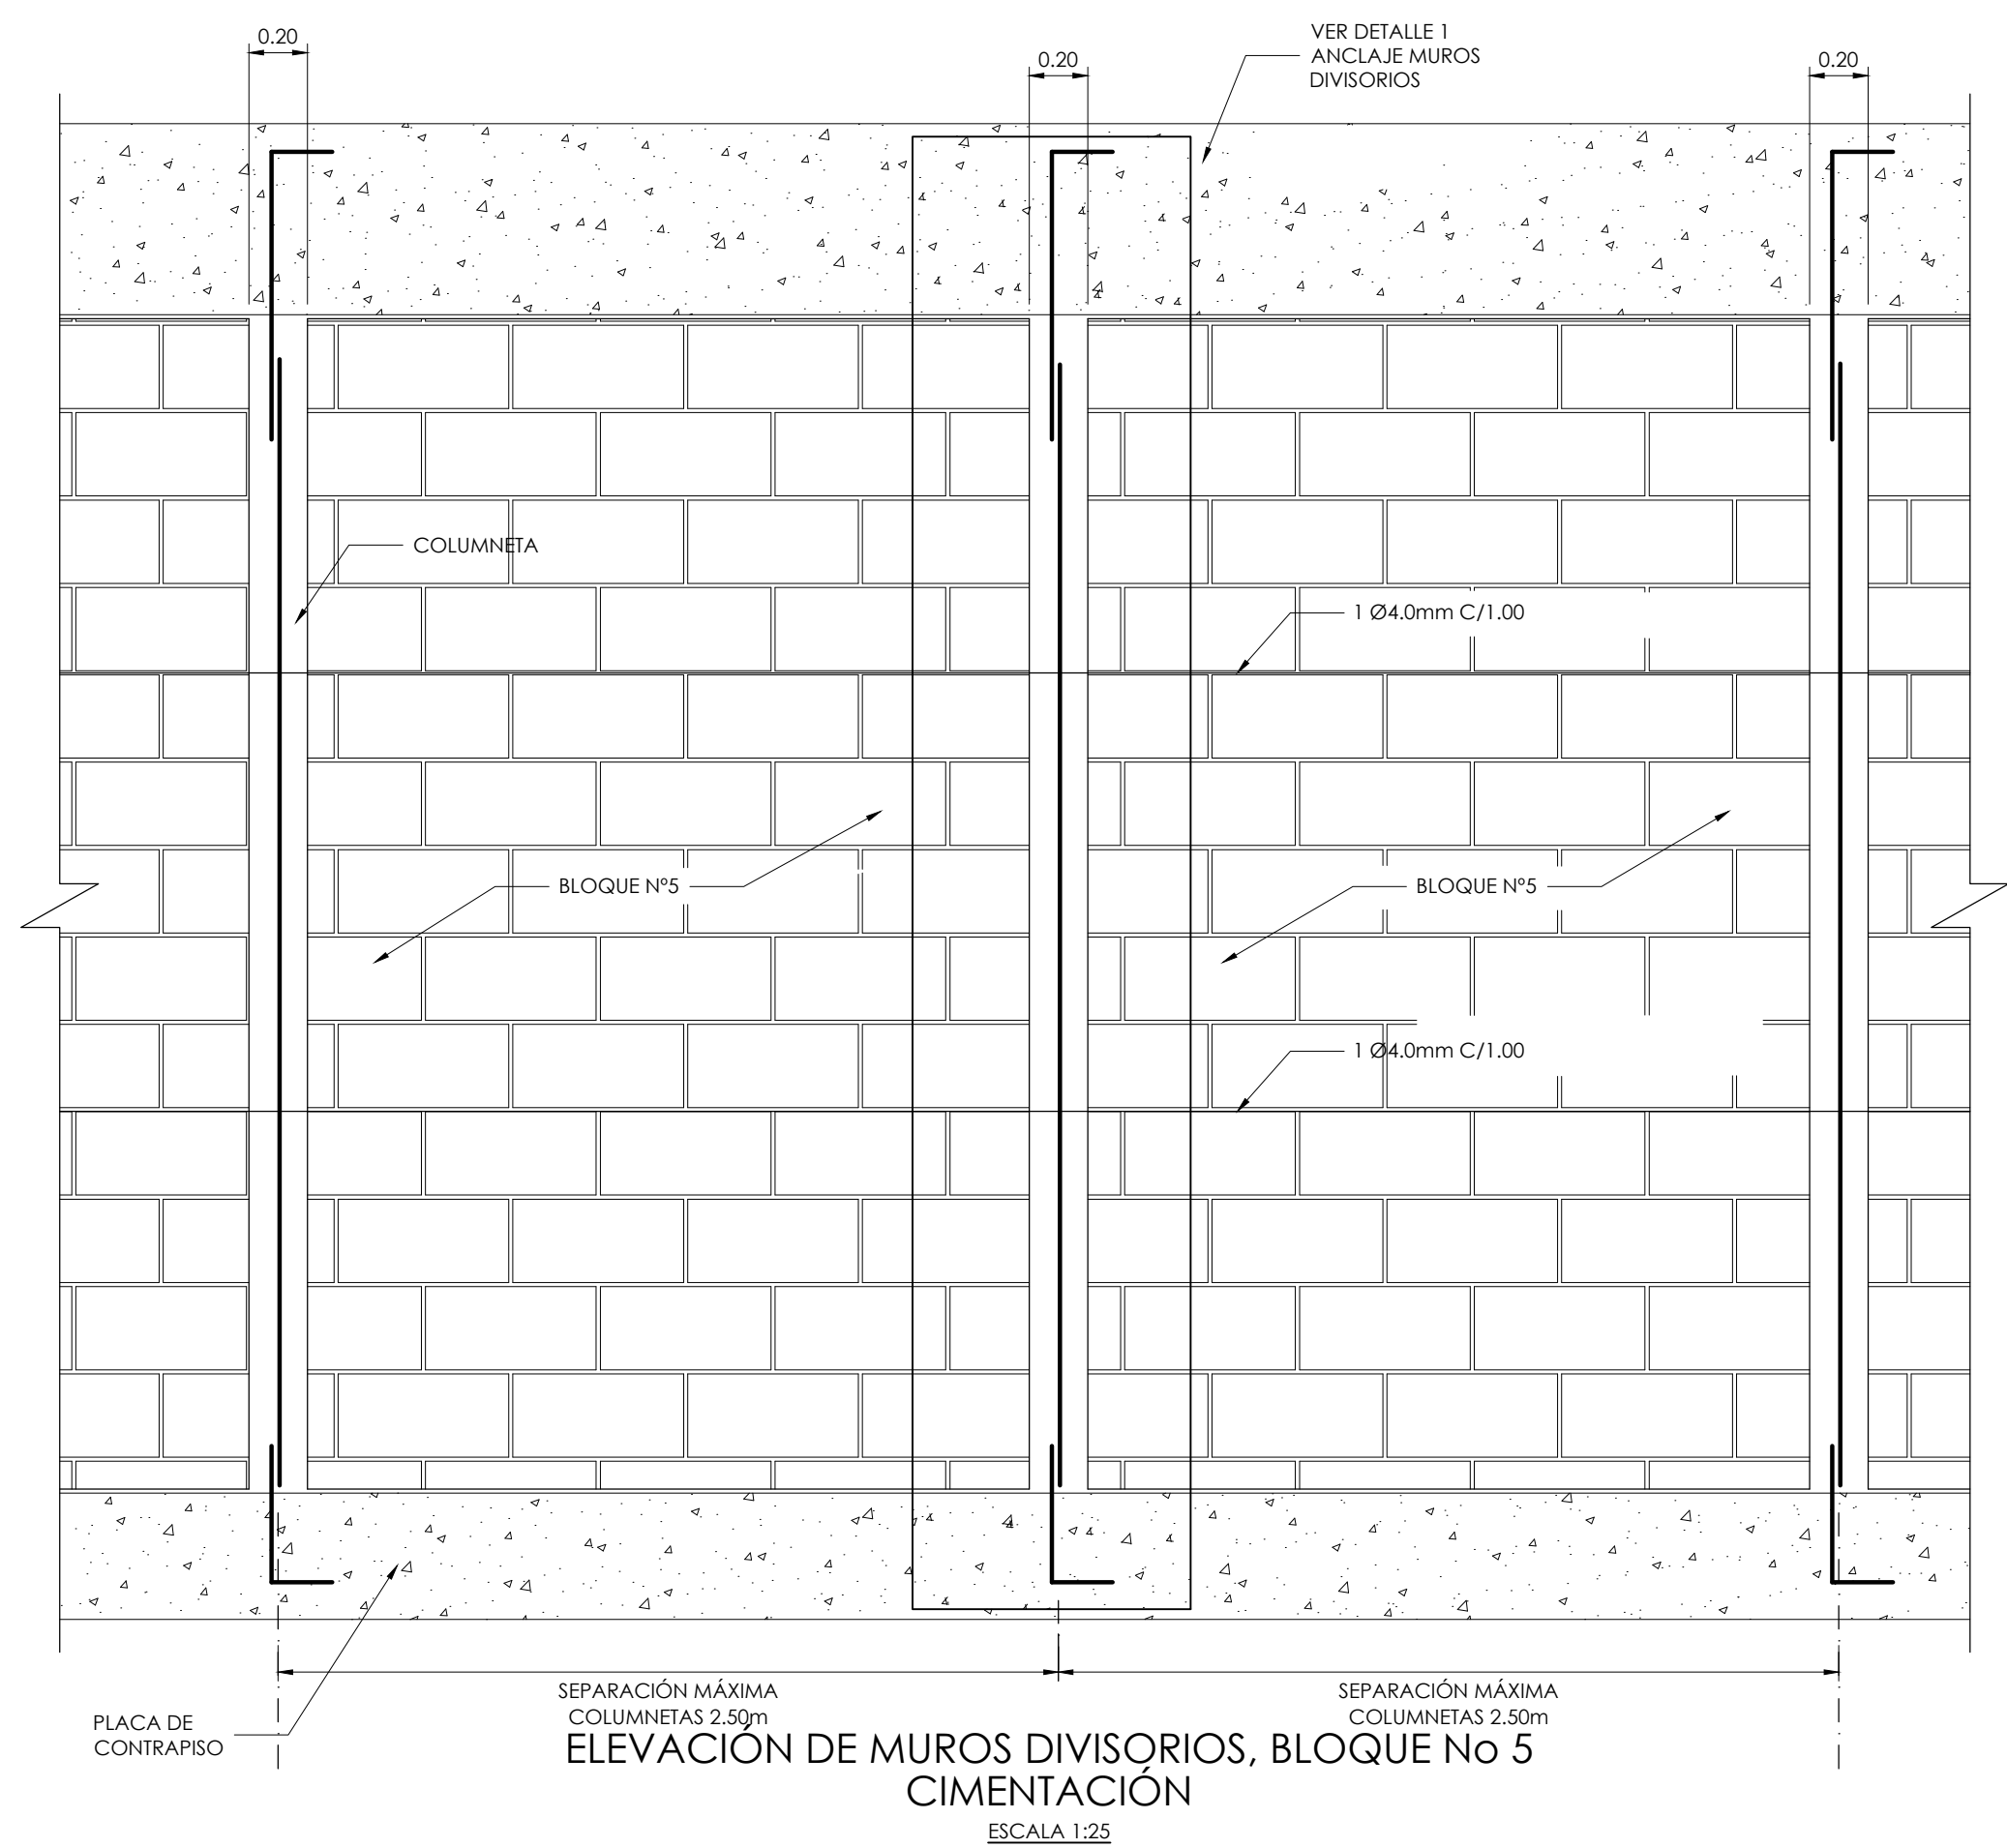 0.20
0.20
0.20
VER DETALLE 1
ANCLAJE MUROS
DIVISORIOS
COLUMNETA
1 Ø4.0mm C/1.00
BLOQUE Nº5
BLOQUE Nº5
1 Ø4.0mm C/1.00
SEPARACIÓN MÁXIMA
COLUMNETAS 2.50m
SEPARACIÓN MÁXIMA
COLUMNETAS 2.50m
PLACA DE
CONTRAPISO
ELEVACIÓN DE MUROS DIVISORIOS, BLOQUE No 5
CIMENTACIÓN
ESCALA 1:25